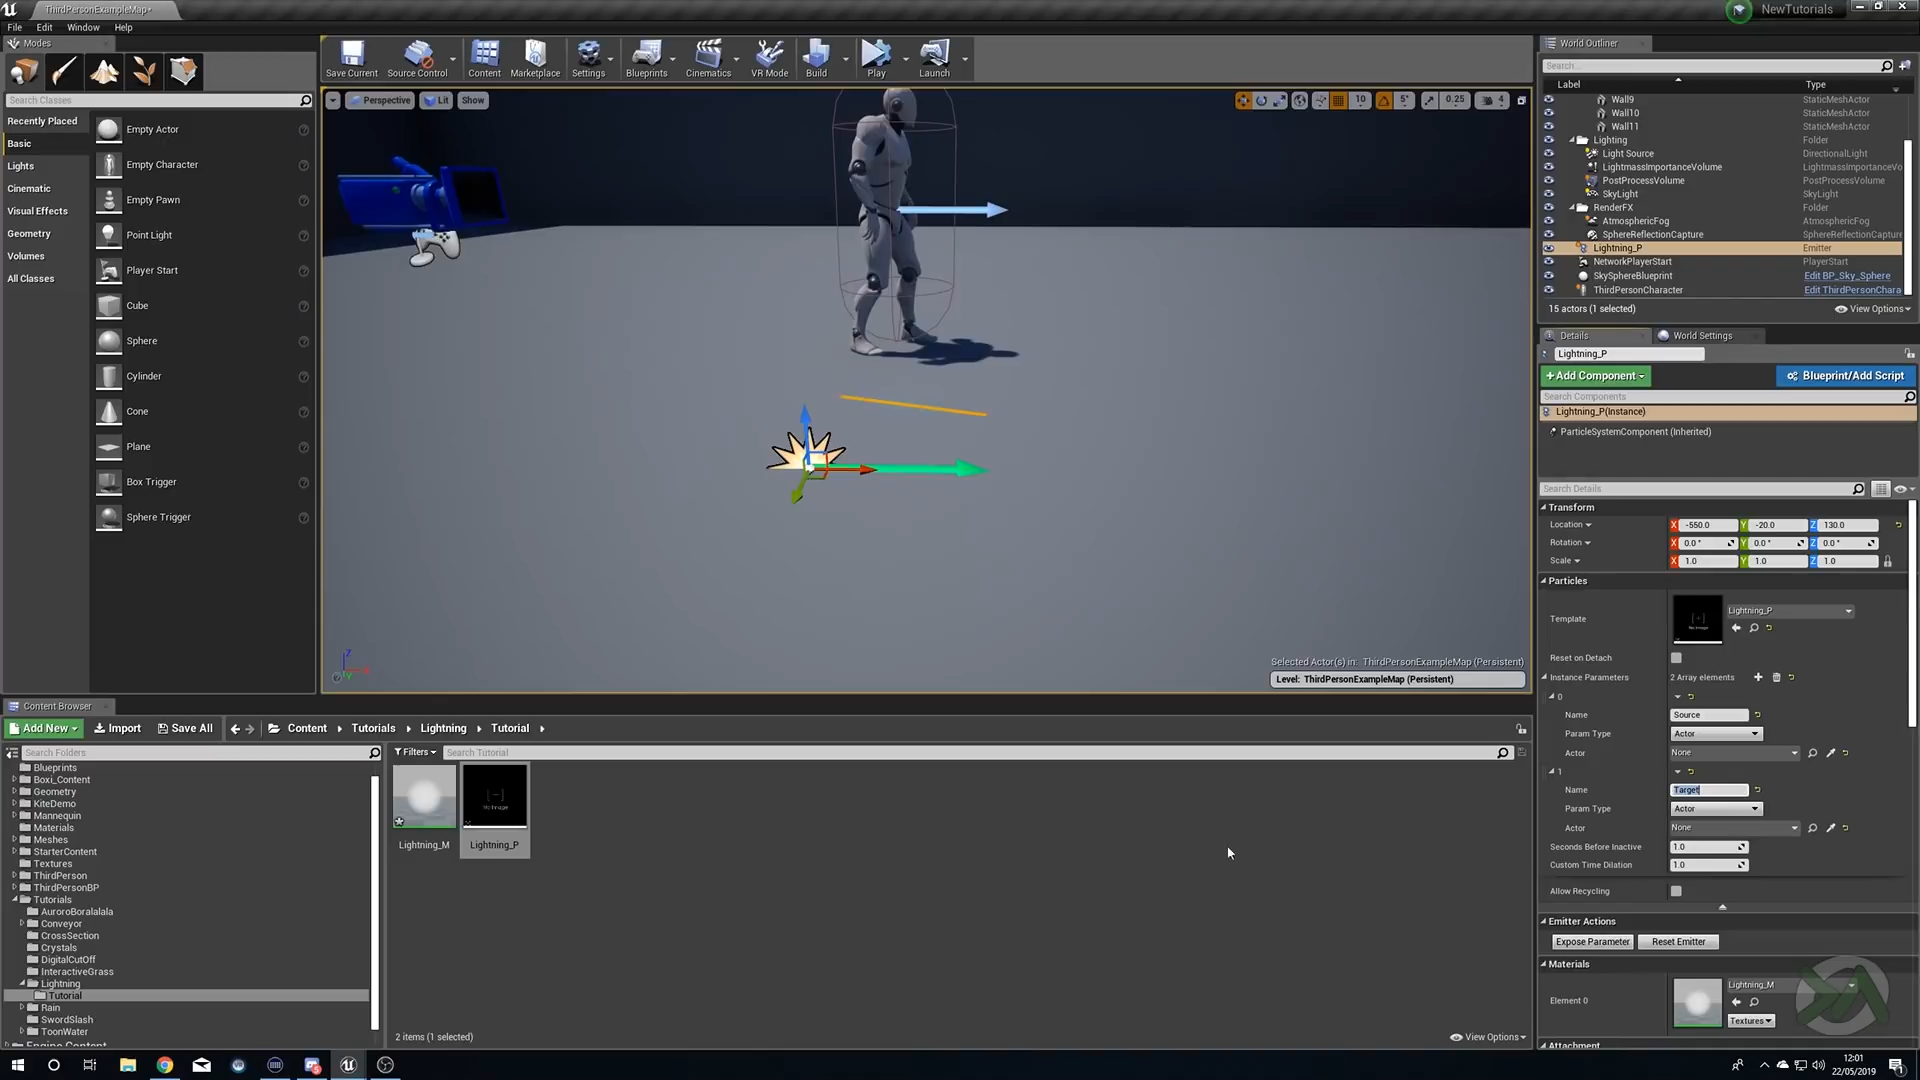 ThirdPersonExampleMap*
NewTutorials
File Edit Window Help
Modes
Search Classes
Recently Placed
Basic
Lights
Cinematic
Visual Effects
Geometry
Volumes
All Classes
Empty Actor
Empty Character
Empty Pawn
Point Light
Player Start
Cube
Sphere
Cylinder
Cone
Plane
Box Trigger
Sphere Trigger
Save Current Source Control Content Marketplace Settings Blueprints Cinematics VR Mode Build Play Launch
Perspective Lit Show
10 5° 0.25 4
Selected Actor(s) in: ThirdPersonExampleMap (Persistent)
Level: ThirdPersonExampleMap (Persistent)
World Outliner
Search...
Label Type
Wall9 StaticMeshActor
Wall10 StaticMeshActor
Wall11 StaticMeshActor
Lighting Folder
Light Source DirectionalLight
LightmassImportanceVolume LightmassImportanceVo
PostProcessVolume PostProcessVolume
SkyLight SkyLight
RenderFX Folder
AtmosphericFog AtmosphericFog
SphereReflectionCapture SphereReflectionCapture
Lightning_P Emitter
NetworkPlayerStart PlayerStart
SkySphereBlueprint Edit BP_Sky_Sphere
ThirdPersonCharacter Edit ThirdPersonChara
15 actors (1 selected) View Options
Details World Settings
Lightning_P
+Add Component Blueprint/Add Script
Search Components
Lightning_P(Instance)
ParticleSystemComponent (Inherited)
Search Details
Transform
Location X -550.0 Y -20.0 Z 130.0
Rotation X 0.0 ° Y 0.0 ° Z 0.0 °
Scale X 1.0 Y 1.0 Z 1.0
Particles
Template Lightning_P
No Image
Reset on Detach
Instance Parameters 2 Array elements
0
Name Source
Param Type Actor
Actor None
1
Name Target
Param Type Actor
Actor None
Seconds Before Inactive 1.0
Custom Time Dilation 1.0
Allow Recycling
Emitter Actions
Expose Parameter Reset Emitter
Materials
Element 0 Lightning_M
Textures
Attachment
Content Browser
Add New Import Save All Content Tutorials Lightning Tutorial
Search Folders
Filters Search Tutorial
Blueprints
Boxi_Content
Geometry
KiteDemo
Mannequin
Materials
Meshes
StarterContent
Textures
ThirdPerson
ThirdPersonBP
Tutorials
AuroroBoralalala
Conveyor
CrossSection
Crystals
DigitalCutOff
InteractiveGrass
Lightning
Tutorial
Rain
SwordSlash
ToonWater
Engine Content
No Image
Lightning_M Lightning_P
2 items (1 selected) View Options
12:01
22/05/2019